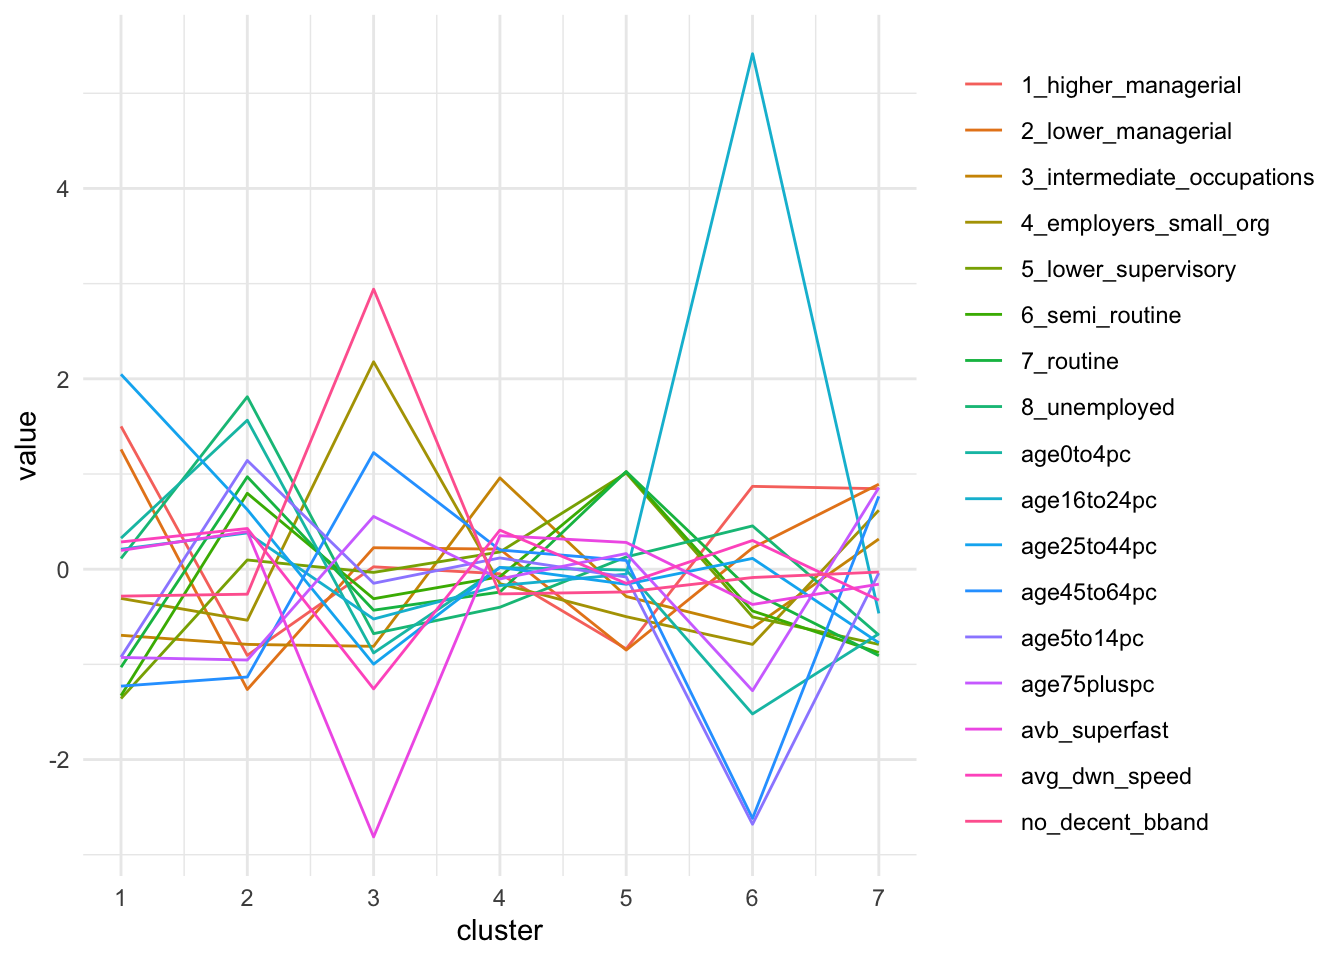 4
2
0
-2
value
1 2 3 4 5 6 7
cluster
1_higher_managerial
2_lower_managerial
3_intermediate_occupations
4_employers_small_org
5_lower_supervisory
6_semi_routine
7_routine
8_unemployed
age0to4pc
age16to24pc
age25to44pc
age45to64pc
age5to14pc
age75pluspc
avb_superfast
avg_dwn_speed
no_decent_bband